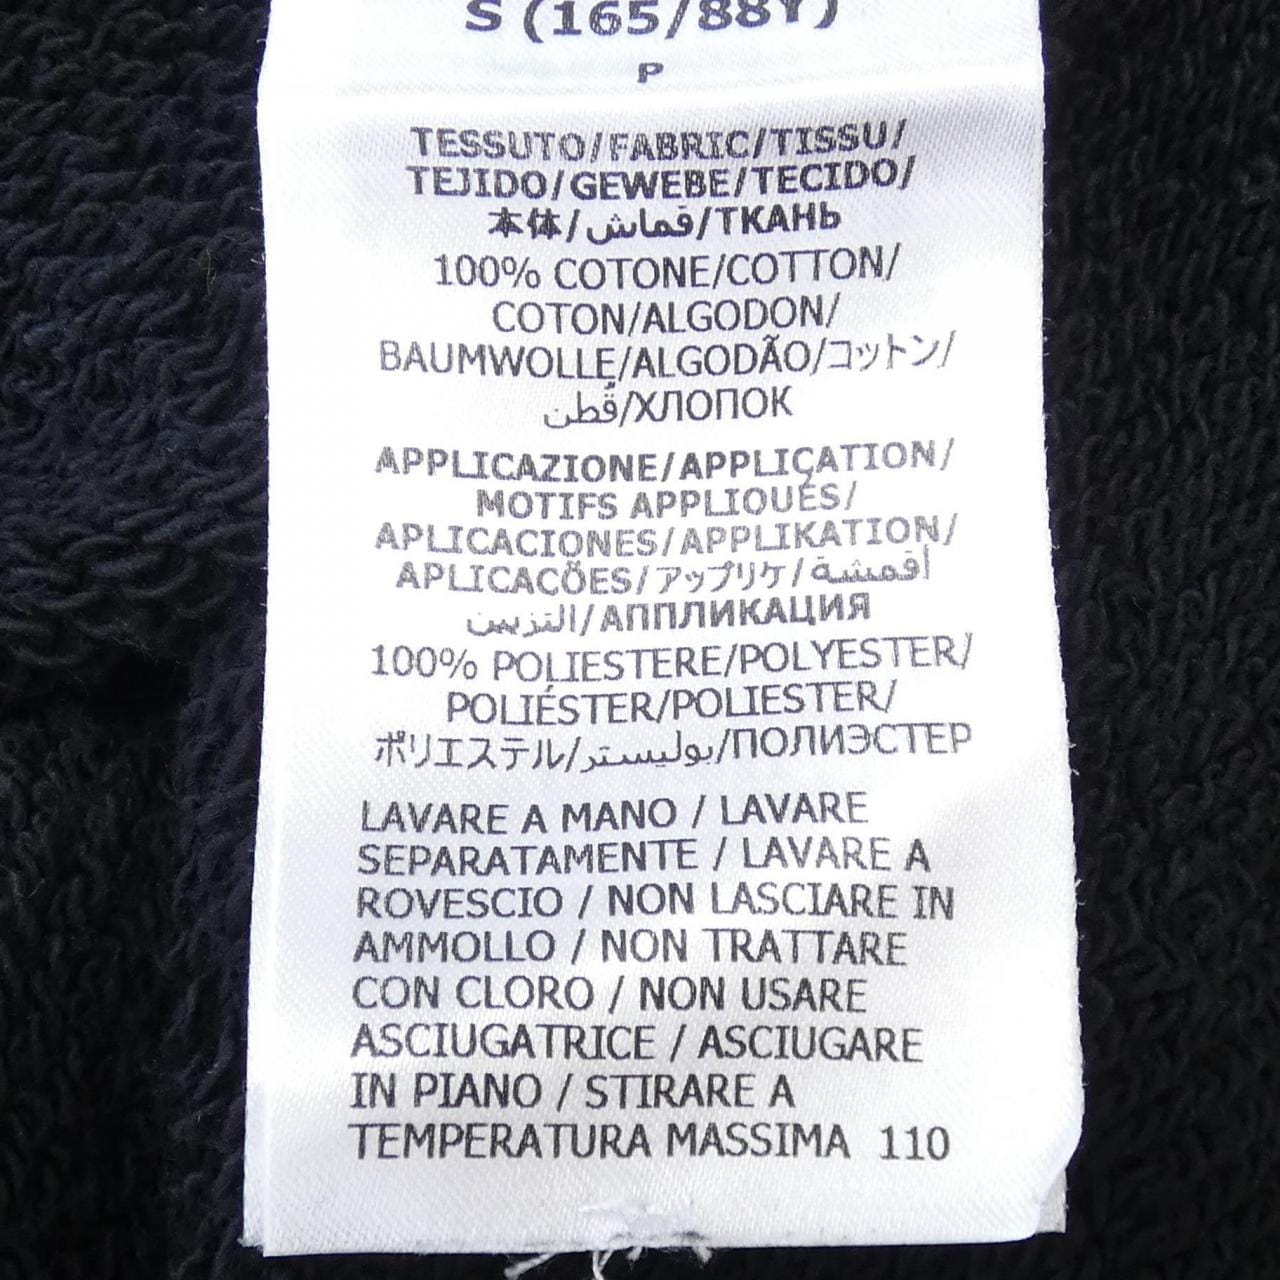 S (165/88Y)
P
TESSUTO/FABRIC/TISSU/
TEJIDO/GEWEBE/TECIDO/
本体/قماش/ТКАНЬ
100% COTONE/COTTON/
COTON/ALGODON/
BAUMWOLLE/ALGODÃO/コットン/
قطن/ХЛОПОК
APPLICAZIONE/APPLICATION/
MOTIFS APPLIQUÉS/
APLICACIONES/APPLIKATION/
APLICAÇÕES/アップリケ/أقمشة
التزيين/АППЛИКАЦИЯ
100% POLIESTERE/POLYESTER/
POLIÉSTER/POLIESTER/
ポリエステル/بوليستر/ПОЛИЭСТЕР
LAVARE A MANO / LAVARE
SEPARATAMENTE / LAVARE A
ROVESCIO / NON LASCIARE IN
AMMOLLO / NON TRATTARE
CON CLORO / NON USARE
ASCIUGATRICE / ASCIUGARE
IN PIANO / STIRARE A
TEMPERATURA MASSIMA 110